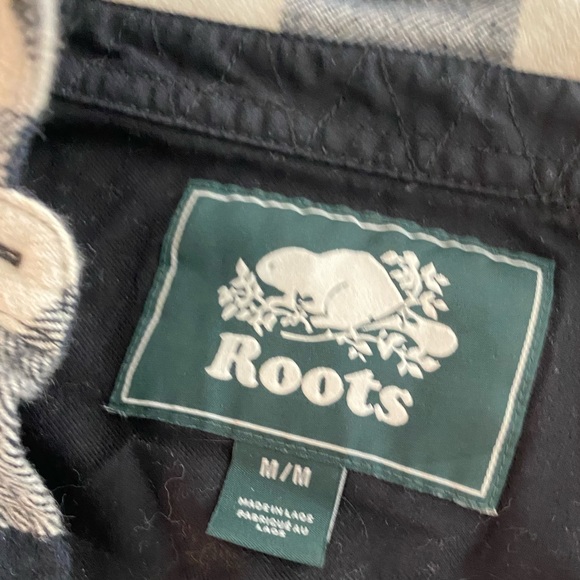 Roots
M/M
MADE IN LAOS
FABRIQUÉ AU
LAOS